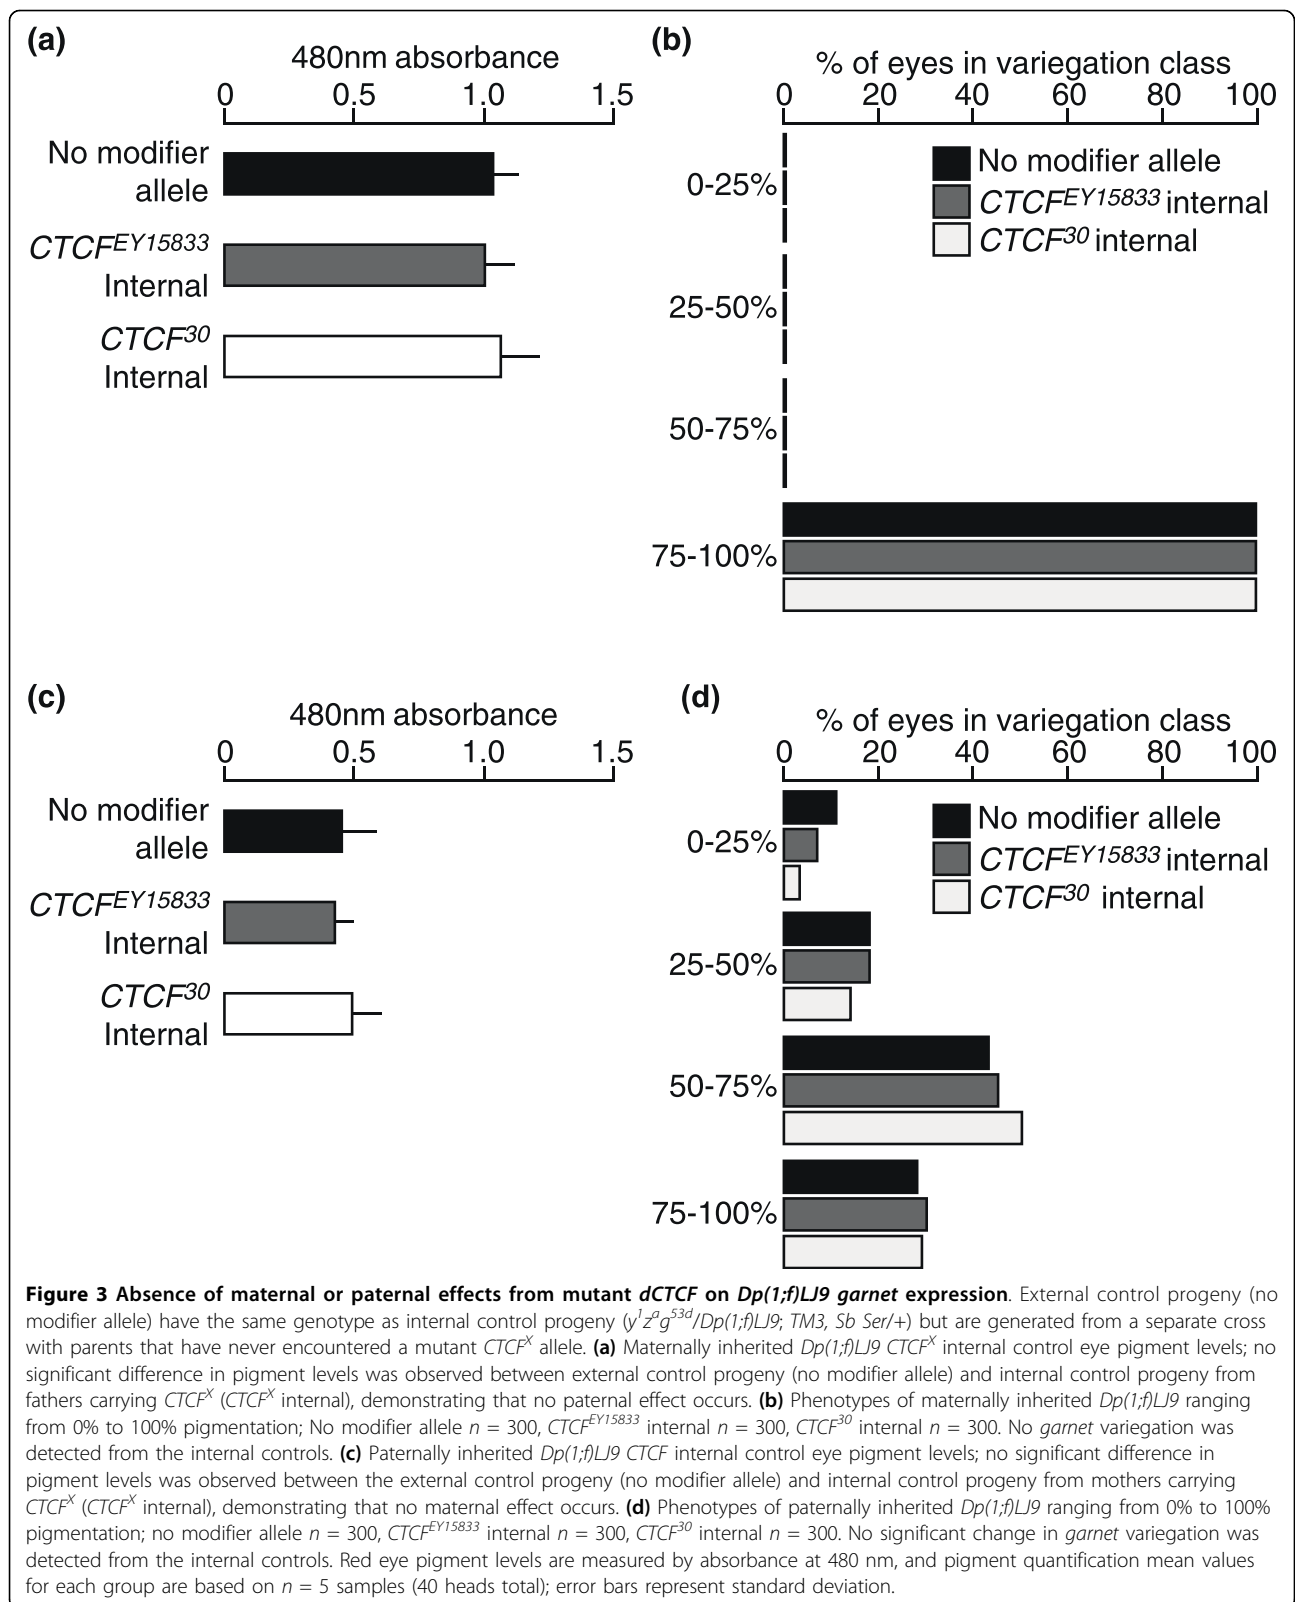 (a)
480nm absorbance
0 0.5 1.0 1.5
No modifier
allele
CTCFEY15833
Internal
CTCF30
Internal
(b)
% of eyes in variegation class
0 20 40 60 80 100
No modifier allele
CTCFEY15833 internal
CTCF30 internal
0-25%
25-50%
50-75%
75-100%
(c)
480nm absorbance
0 0.5 1.0 1.5
No modifier
allele
CTCFEY15833
Internal
CTCF30
Internal
(d)
% of eyes in variegation class
0 20 40 60 80 100
No modifier allele
CTCFEY15833 internal
CTCF30 internal
0-25%
25-50%
50-75%
75-100%
Figure 3 Absence of maternal or paternal effects from mutant dCTCF on Dp(1;f)LJ9 garnet expression. External control progeny (no
modifier allele) have the same genotype as internal control progeny (y1zag53d/Dp(1;f)LJ9; TM3, Sb Ser/+) but are generated from a separate cross
with parents that have never encountered a mutant CTCFX allele. (a) Maternally inherited Dp(1;f)LJ9 CTCFX internal control eye pigment levels; no
significant difference in pigment levels was observed between external control progeny (no modifier allele) and internal control progeny from
fathers carrying CTCFX (CTCFX internal), demonstrating that no paternal effect occurs. (b) Phenotypes of maternally inherited Dp(1;f)LJ9 ranging
from 0% to 100% pigmentation; No modifier allele n = 300, CTCFEY15833 internal n = 300, CTCF30 internal n = 300. No garnet variegation was
detected from the internal controls. (c) Paternally inherited Dp(1;f)LJ9 CTCF internal control eye pigment levels; no significant difference in
pigment levels was observed between the external control progeny (no modifier allele) and internal control progeny from mothers carrying
CTCFX (CTCFX internal), demonstrating that no maternal effect occurs. (d) Phenotypes of paternally inherited Dp(1;f)LJ9 ranging from 0% to 100%
pigmentation; no modifier allele n = 300, CTCFEY15833 internal n = 300, CTCF30 internal n = 300. No significant change in garnet variegation was
detected from the internal controls. Red eye pigment levels are measured by absorbance at 480 nm, and pigment quantification mean values
for each group are based on n = 5 samples (40 heads total); error bars represent standard deviation.